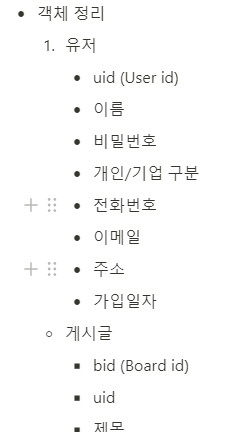 객체 정리
1. 유저
uid (User id)
이름
비밀번호
개인/기업 구분
전화번호
이메일
주소
가입일자
게시글
bid (Board id)
uid
제목